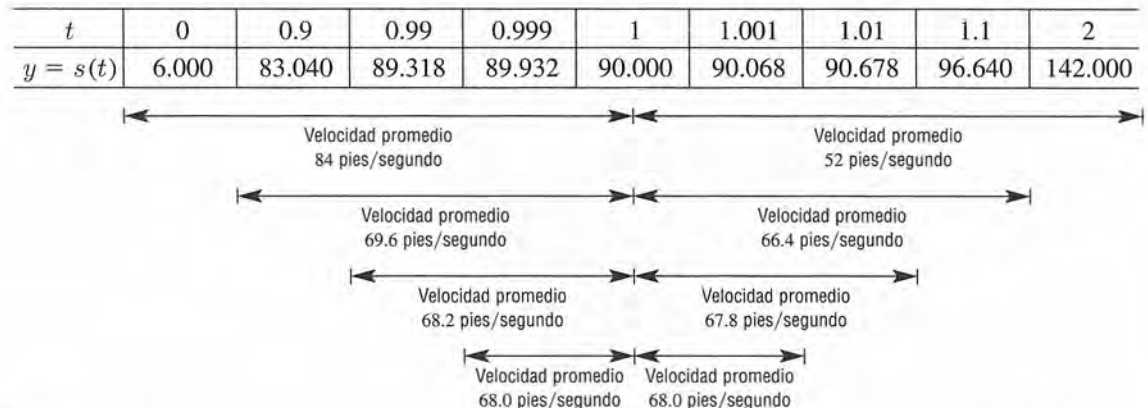 t 0 0.9 0.99 0.999 1 1.001 1.01 1.1 2
y = s(t) 6.000 83.040 89.318 89.932 90.000 90.068 90.678 96.640 142.000
Velocidad promedio Velocidad promedio
84 pies/segundo 52 pies/segundo
Velocidad promedio Velocidad promedio
69.6 pies/segundo 66.4 pies/segundo
Velocidad promedio Velocidad promedio
68.2 pies/segundo 67.8 pies/segundo
Velocidad promedio Velocidad promedio
68.0 pies/segundo 68.0 pies/segundo